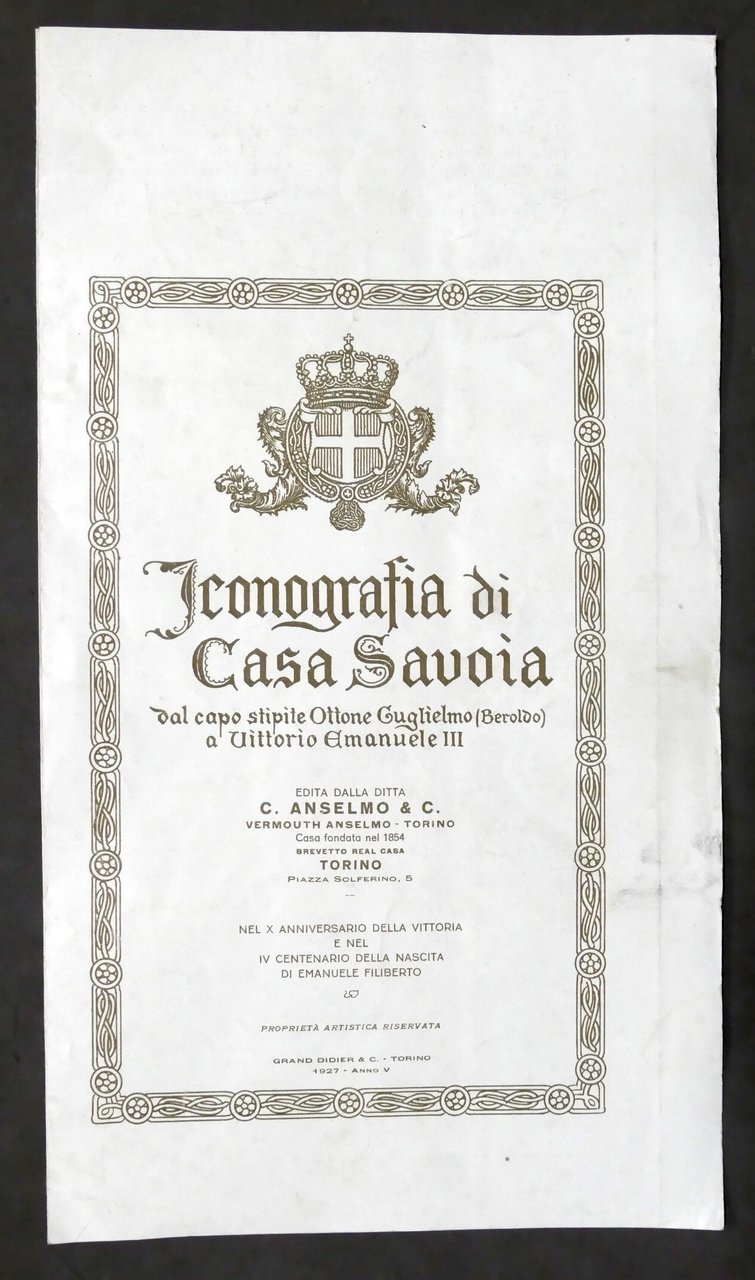 Iconografia di
Casa Savoia
dal capo stipite Ottone Guglielmo (Beroldo)
a Vittorio Emanuele III
EDITA DALLA DITTA
C. ANSELMO & C.
VERMOUTH ANSELMO - TORINO
Casa fondata nel 1854
BREVETTO REAL CASA
TORINO
PIAZZA SOLFERINO, 5
NEL X ANNIVERSARIO DELLA VITTORIA
E NEL
IV CENTENARIO DELLA NASCITA
DI EMANUELE FILIBERTO
PROPRIETÀ ARTISTICA RISERVATA
GRAND DIDIER & C. - TORINO
1927 - ANNO V